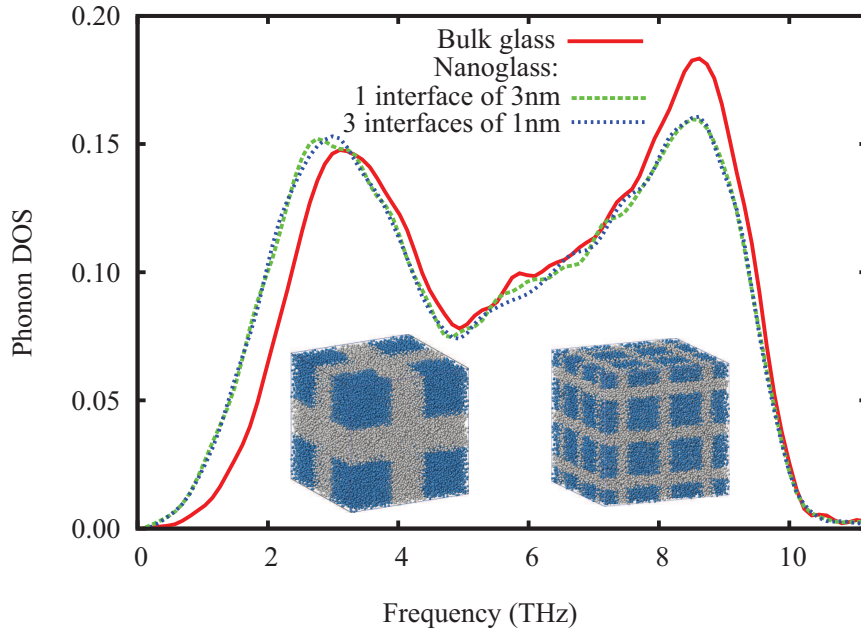 Bulk glass
Nanoglass:
1 interface of 3nm
3 interfaces of 1nm
0.20
0.15
0.10
0.05
0.00
Phonon DOS
0 2 4 6 8 10
Frequency (THz)